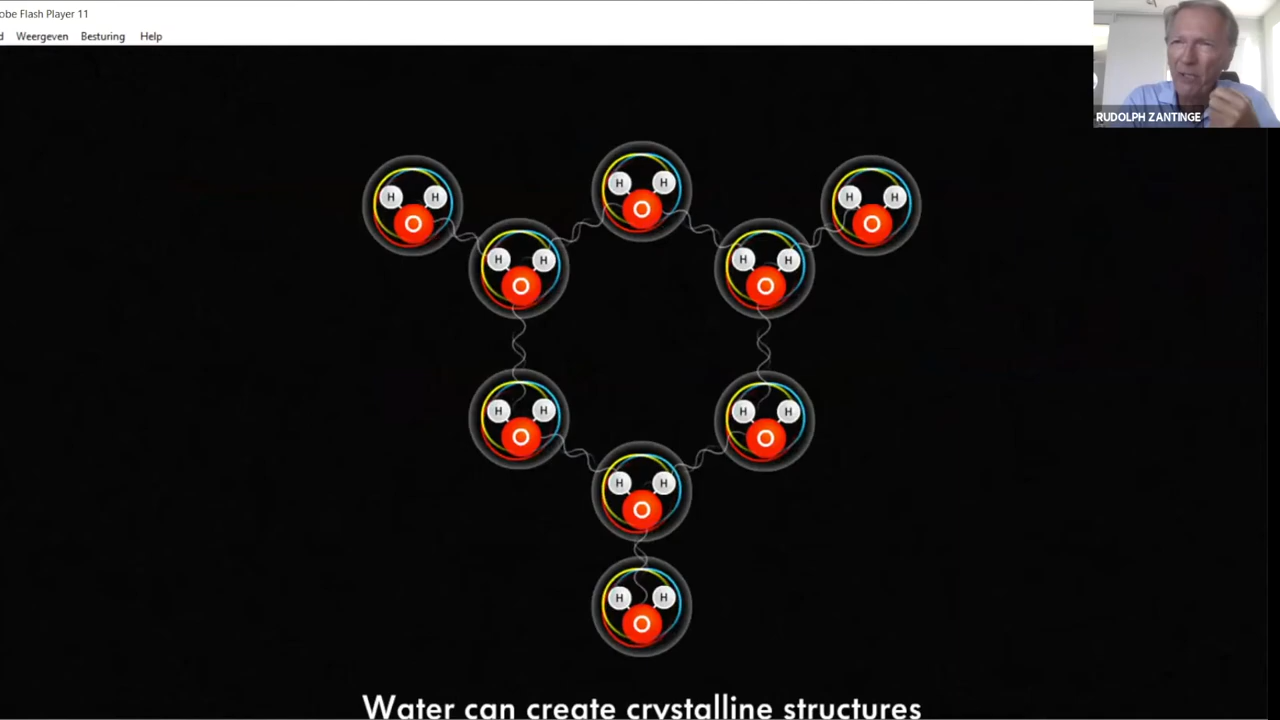 obe Flash Player 11
d Weergeven Besturing Help
RUDOLPH ZANTINGE
H H H H H H
O O O
H H H H
O O
H H H H
O O
H H
O
H H
O
Water can create crystalline structures